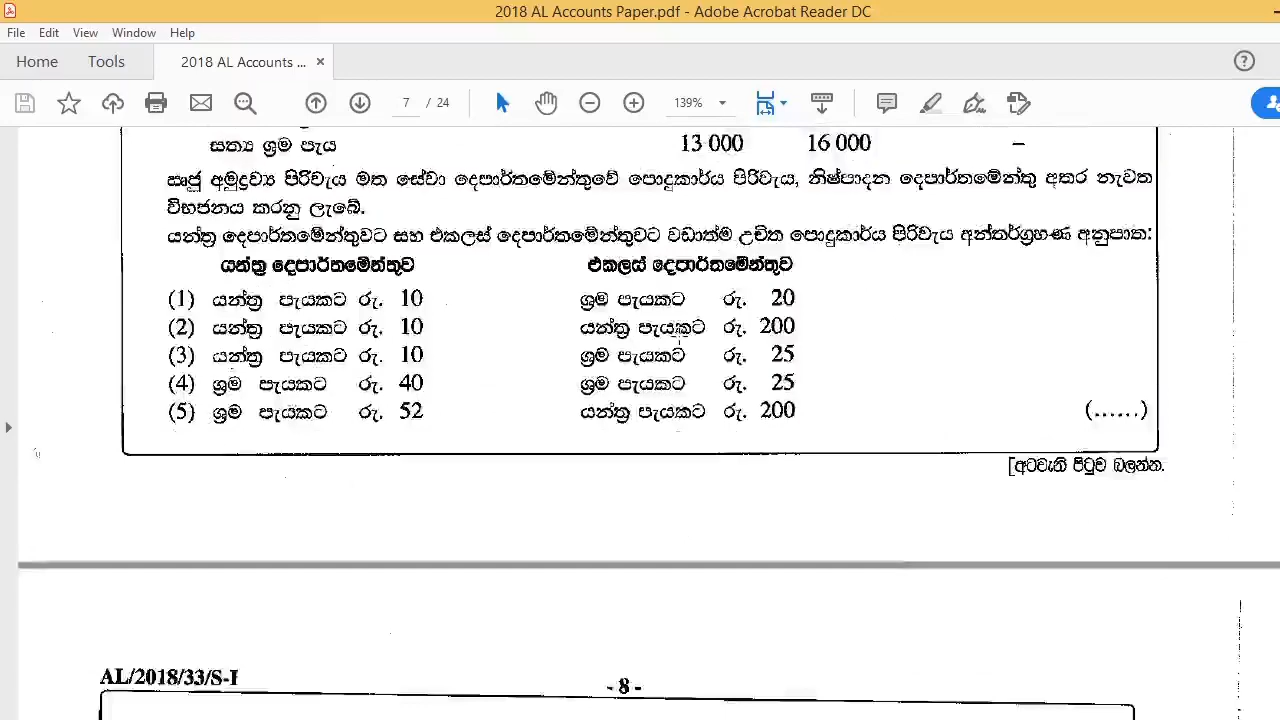 2018 AL Accounts Paper.pdf - Adobe Acrobat Reader DC
File Edit View Window Help
Home Tools 2018 AL Accounts ... ×
7 / 24 139%
සත්‍ය ශ්‍රම පැය 13 000 16 000 –
සෘජු අමුද්‍රව්‍ය පිරිවැය මත සේවා දෙපාර්තමේන්තුවේ පොදුකාර්ය පිරිවැය, නිෂ්පාදන දෙපාර්තමේන්තු අතර නැවත
විභජනය කරනු ලැබේ.
යන්ත්‍ර දෙපාර්තමේන්තුවට සහ එකලස් දෙපාර්තමේන්තුවට වඩාත්ම උචිත පොදුකාර්ය පිරිවැය අන්තර්ග්‍රහණ අනුපාත:
යන්ත්‍ර දෙපාර්තමේන්තුව එකලස් දෙපාර්තමේන්තුව
(1) යන්ත්‍ර පැයකට රු. 10 ශ්‍රම පැයකට රු. 20
(2) යන්ත්‍ර පැයකට රු. 10 යන්ත්‍ර පැයකට රු. 200
(3) යන්ත්‍ර පැයකට රු. 10 ශ්‍රම පැයකට රු. 25
(4) ශ්‍රම පැයකට රු. 40 ශ්‍රම පැයකට රු. 25
(5) ශ්‍රම පැයකට රු. 52 යන්ත්‍ර පැයකට රු. 200 (......)
[අටවැනි පිටුව බලන්න.
AL/2018/33/S-I
- 8 -